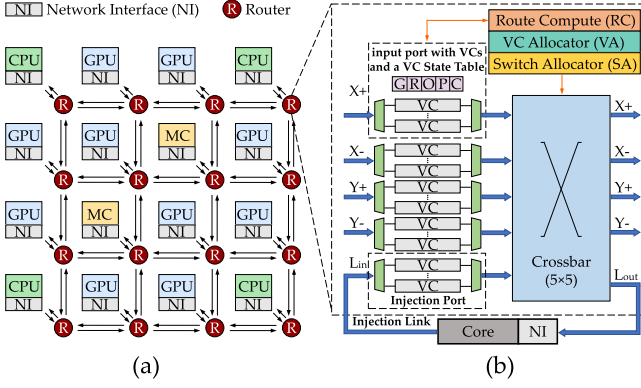 NI Network Interface (NI) R Router
CPU GPU GPU CPU
NI NI NI NI
R R R R
GPU GPU MC GPU
NI NI NI NI
R R R R
GPU MC GPU GPU
NI NI NI NI
R R R R
CPU GPU GPU CPU
NI NI NI NI
R R R R
(a)
Route Compute (RC)
VC Allocator (VA)
Switch Allocator (SA)
input port with VCs
and a VC State Table
G R O P C
X+ VC X+
VC
X- VC X-
VC
Y+ VC Y+
VC
Y- VC Y-
VC
Crossbar
(5×5)
Lin VC Lout
VC
Injection Port
Injection Link
Core NI
(b)